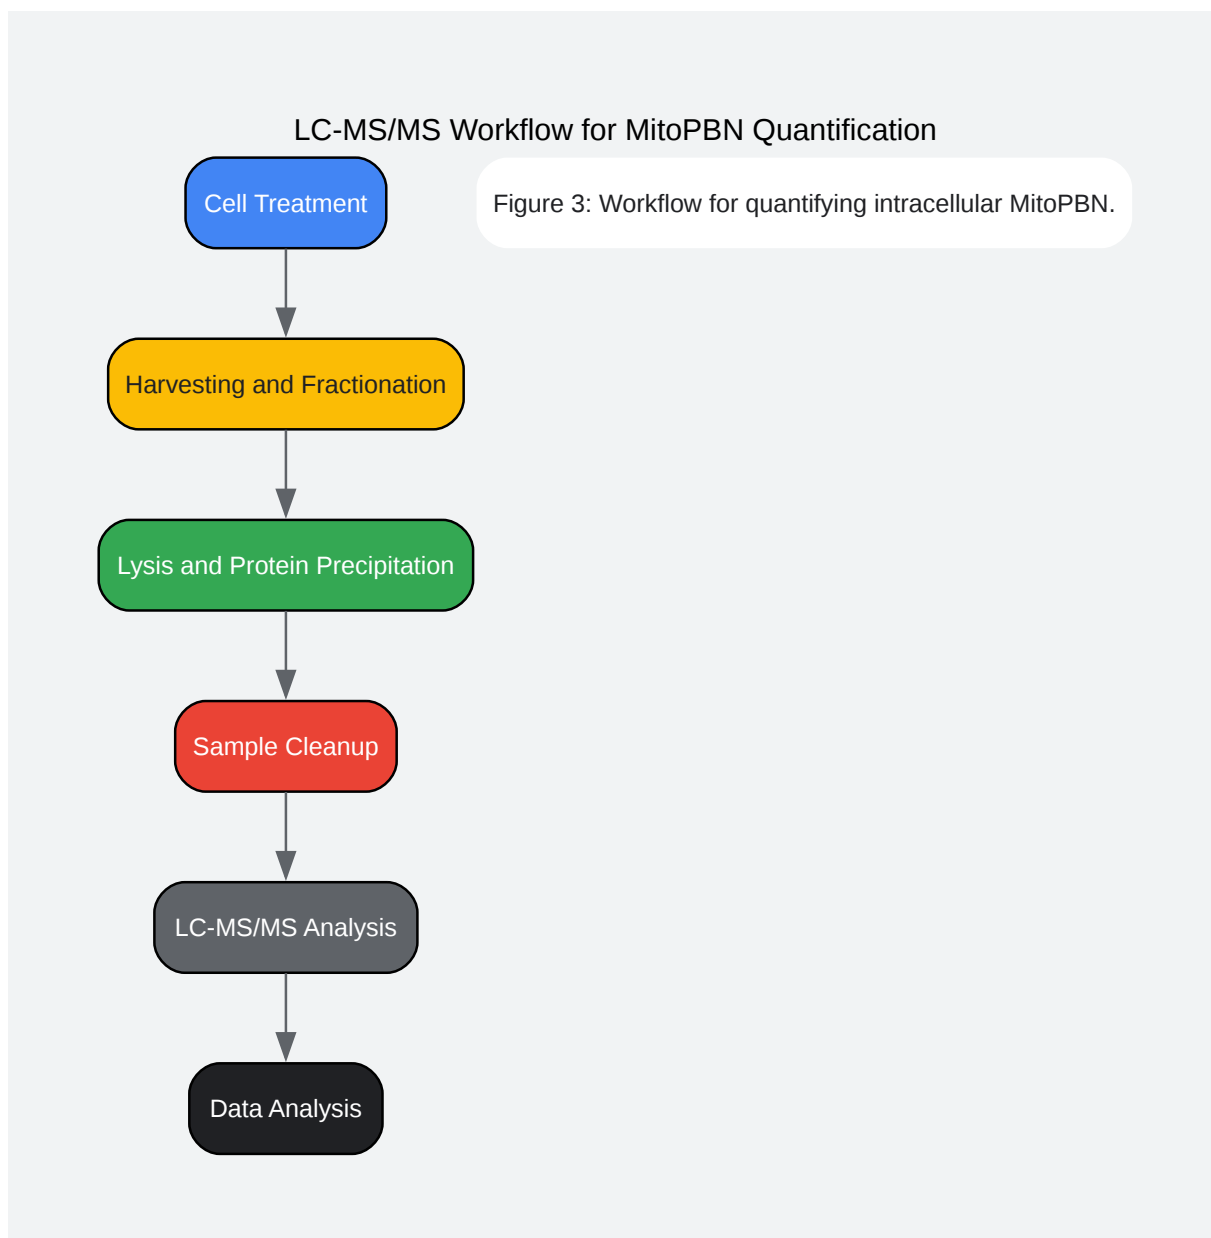 LC-MS/MS Workflow for MitoPBN Quantification
Cell Treatment
Figure 3: Workflow for quantifying intracellular MitoPBN.
Harvesting and Fractionation
Lysis and Protein Precipitation
Sample Cleanup
LC-MS/MS Analysis
Data Analysis